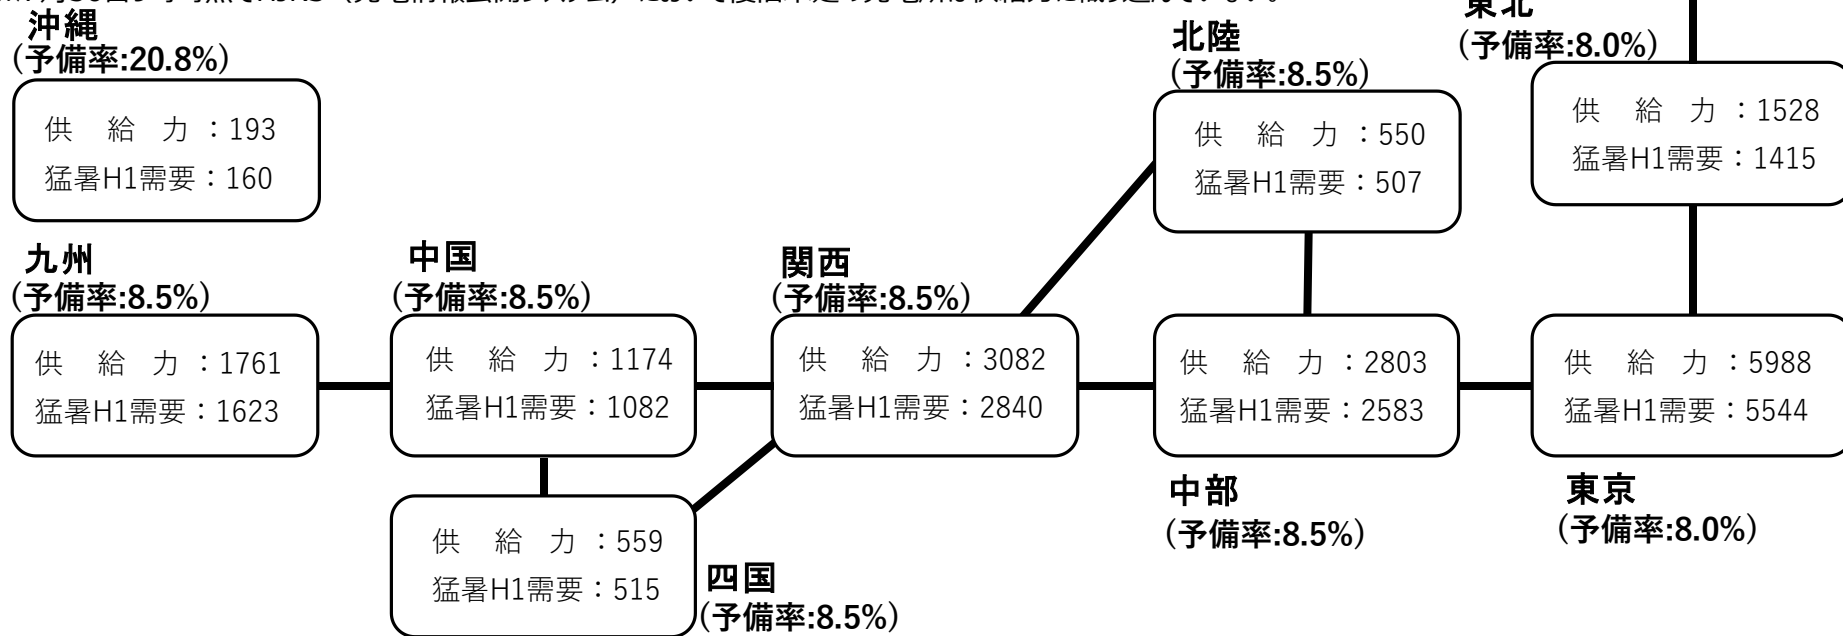 沖縄
(予備率:20.8%)
供 給 力 ：193
猛暑H1需要：160
北陸
(予備率:8.5%)
供 給 力 ：550
猛暑H1需要：507
東北
(予備率:8.0%)
供 給 力 ：1528
猛暑H1需要：1415
九州
(予備率:8.5%)
供 給 力 ：1761
猛暑H1需要：1623
中国
(予備率:8.5%)
供 給 力 ：1174
猛暑H1需要：1082
関西
(予備率:8.5%)
供 給 力 ：3082
猛暑H1需要：2840
供 給 力 ：2803
猛暑H1需要：2583
中部
(予備率:8.5%)
供 給 力 ：5988
猛暑H1需要：5544
東京
(予備率:8.0%)
供 給 力 ：559
猛暑H1需要：515
四国
(予備率:8.5%)